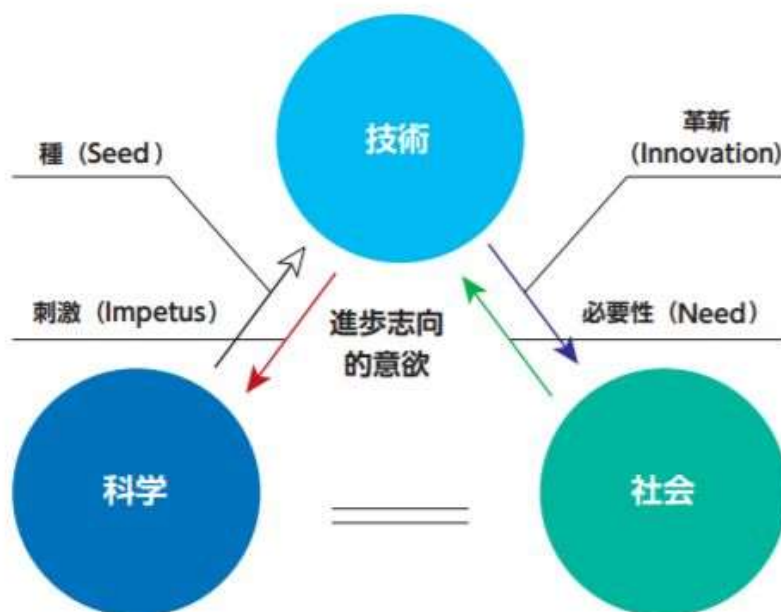 技術
種（Seed）
革新
(Innovation)
刺激（Impetus）
進歩志向
的意欲
必要性（Need）
科学
社会